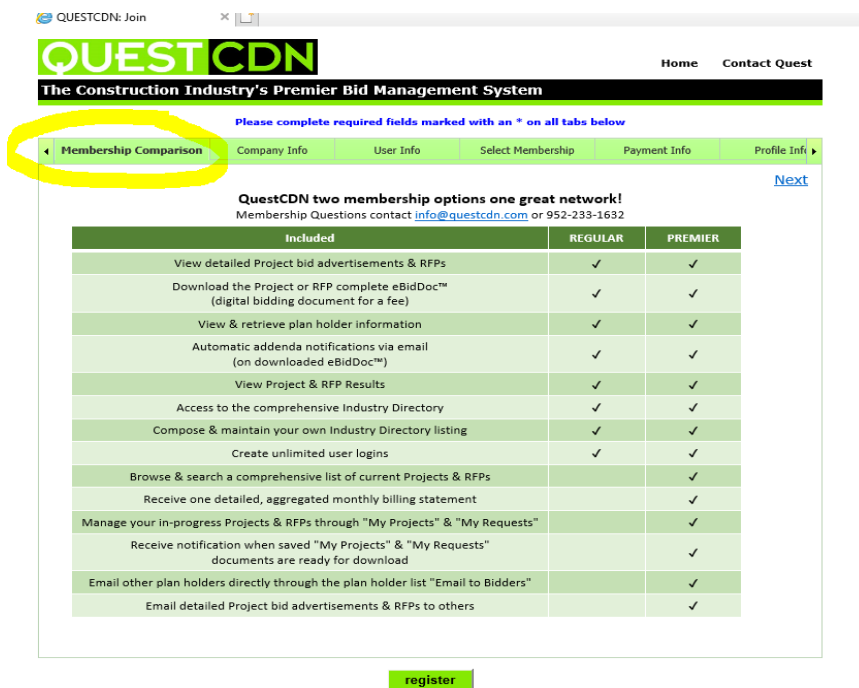 QUESTCDN: Join
QUESTCDN
Home Contact Quest
The Construction Industry's Premier Bid Management System
Please complete required fields marked with an * on all tabs below
Membership Comparison Company Info User Info Select Membership Payment Info Profile Info
Next
QuestCDN two membership options one great network!
Membership Questions contact info@questcdn.com or 952-233-1632
Included REGULAR PREMIER
View detailed Project bid advertisements & RFPs ✓ ✓
Download the Project or RFP complete eBidDoc™
(digital bidding document for a fee) ✓ ✓
View & retrieve plan holder information ✓ ✓
Automatic addenda notifications via email
(on downloaded eBidDoc™) ✓ ✓
View Project & RFP Results ✓ ✓
Access to the comprehensive Industry Directory ✓ ✓
Compose & maintain your own Industry Directory listing ✓ ✓
Create unlimited user logins ✓ ✓
Browse & search a comprehensive list of current Projects & RFPs ✓
Receive one detailed, aggregated monthly billing statement ✓
Manage your in-progress Projects & RFPs through "My Projects" & "My Requests" ✓
Receive notification when saved "My Projects" & "My Requests"
documents are ready for download ✓
Email other plan holders directly through the plan holder list "Email to Bidders" ✓
Email detailed Project bid advertisements & RFPs to others ✓
register